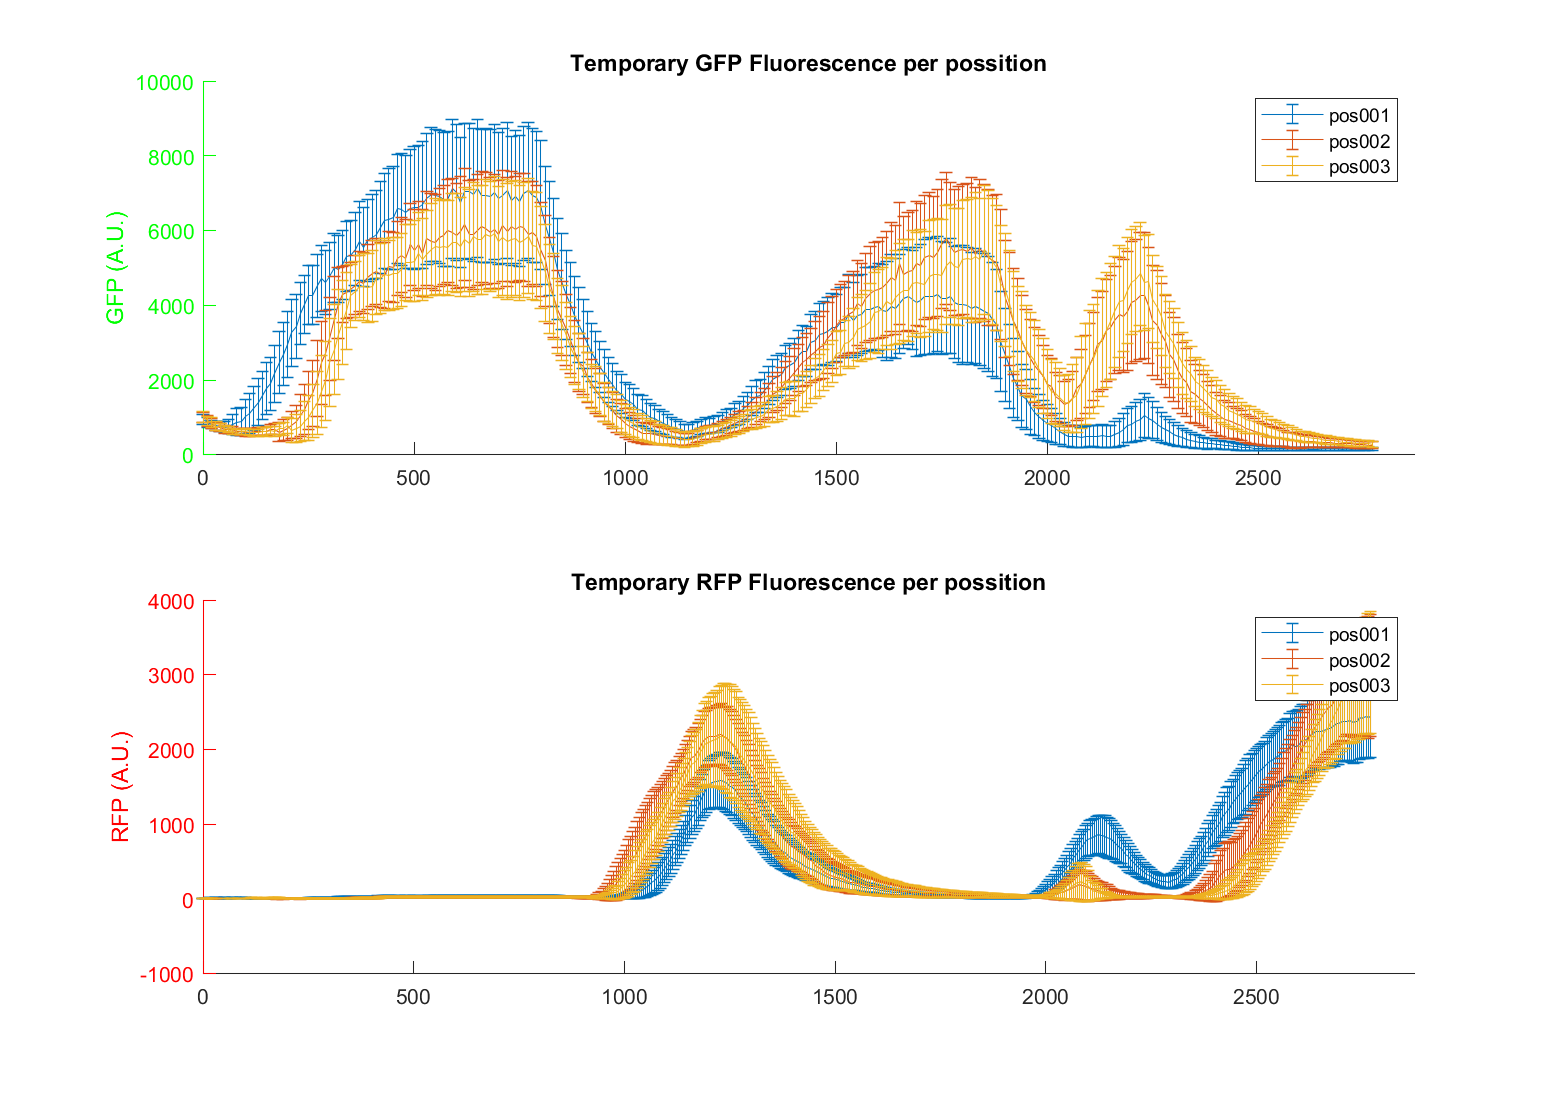 Temporary GFP Fluorescence per possition
10000
8000
6000
4000
2000
0
GFP (A.U.)
pos001
pos002
pos003
0 500 1000 1500 2000 2500
Temporary RFP Fluorescence per possition
4000
3000
2000
1000
0
-1000
RFP (A.U.)
pos001
pos002
pos003
0 500 1000 1500 2000 2500